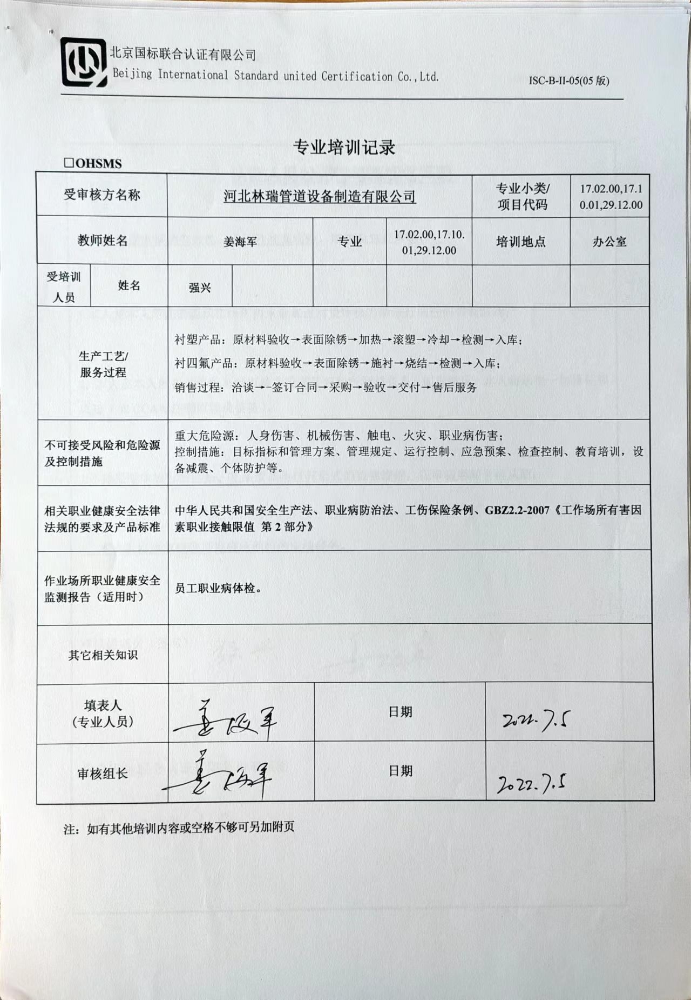 北京国标联合认证有限公司
Beijing International Standard united Certification Co.,Ltd.
ISC-B-II-05(05 版)
专业培训记录
□OHSMS
受审核方名称
河北林瑞管道设备制造有限公司
专业小类/
项目代码
17.02.00,17.1
0.01,29.12.00
教师姓名
姜海军
专业
17.02.00,17.10.
01,29.12.00
培训地点
办公室
受培训
人员
姓名
强兴
生产工艺/
服务过程
衬塑产品：原材料验收→表面除锈→加热→滚塑→冷却→检测→入库；
衬四氟产品：原材料验收→表面除锈→施衬→烧结→检测→入库；
销售过程：洽谈→-签订合同→采购→验收→交付→售后服务
不可接受风险和危险源
及控制措施
重大危险源：人身伤害、机械伤害、触电、火灾、职业病伤害；
控制措施：目标指标和管理方案、管理规定、运行控制、应急预案、检查控制、教育培训，设
备减震、个体防护等。
相关职业健康安全法律
法规的要求及产品标准
中华人民共和国安全生产法、职业病防治法、工伤保险条例、GBZ2.2-2007《工作场所有害因
素职业接触限值 第 2 部分》
作业场所职业健康安全
监测报告（适用时）
员工职业病体检。
其它相关知识
填表人
(专业人员)
姜海军
日期
2022.7.5
审核组长
姜海军
日期
2022.7.5
注：如有其他培训内容或空格不够可另加附页